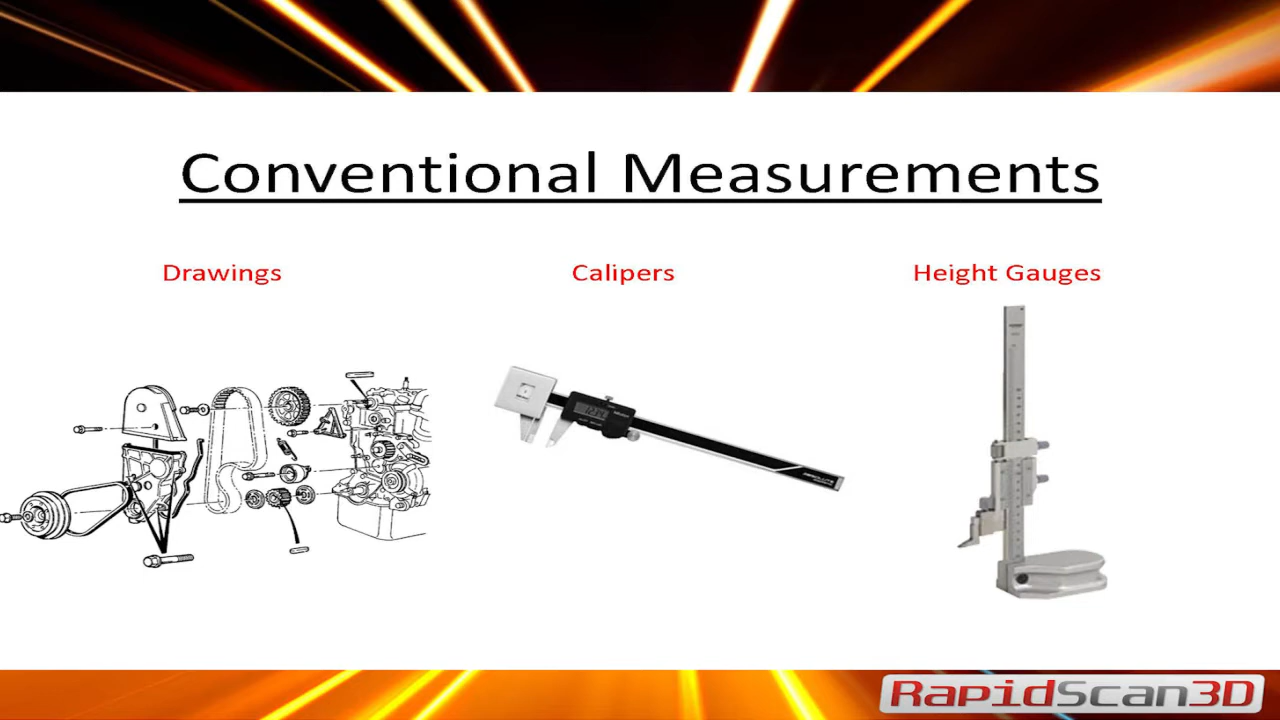 Conventional Measurements
Drawings
Calipers
Height Gauges
RapidScan3D